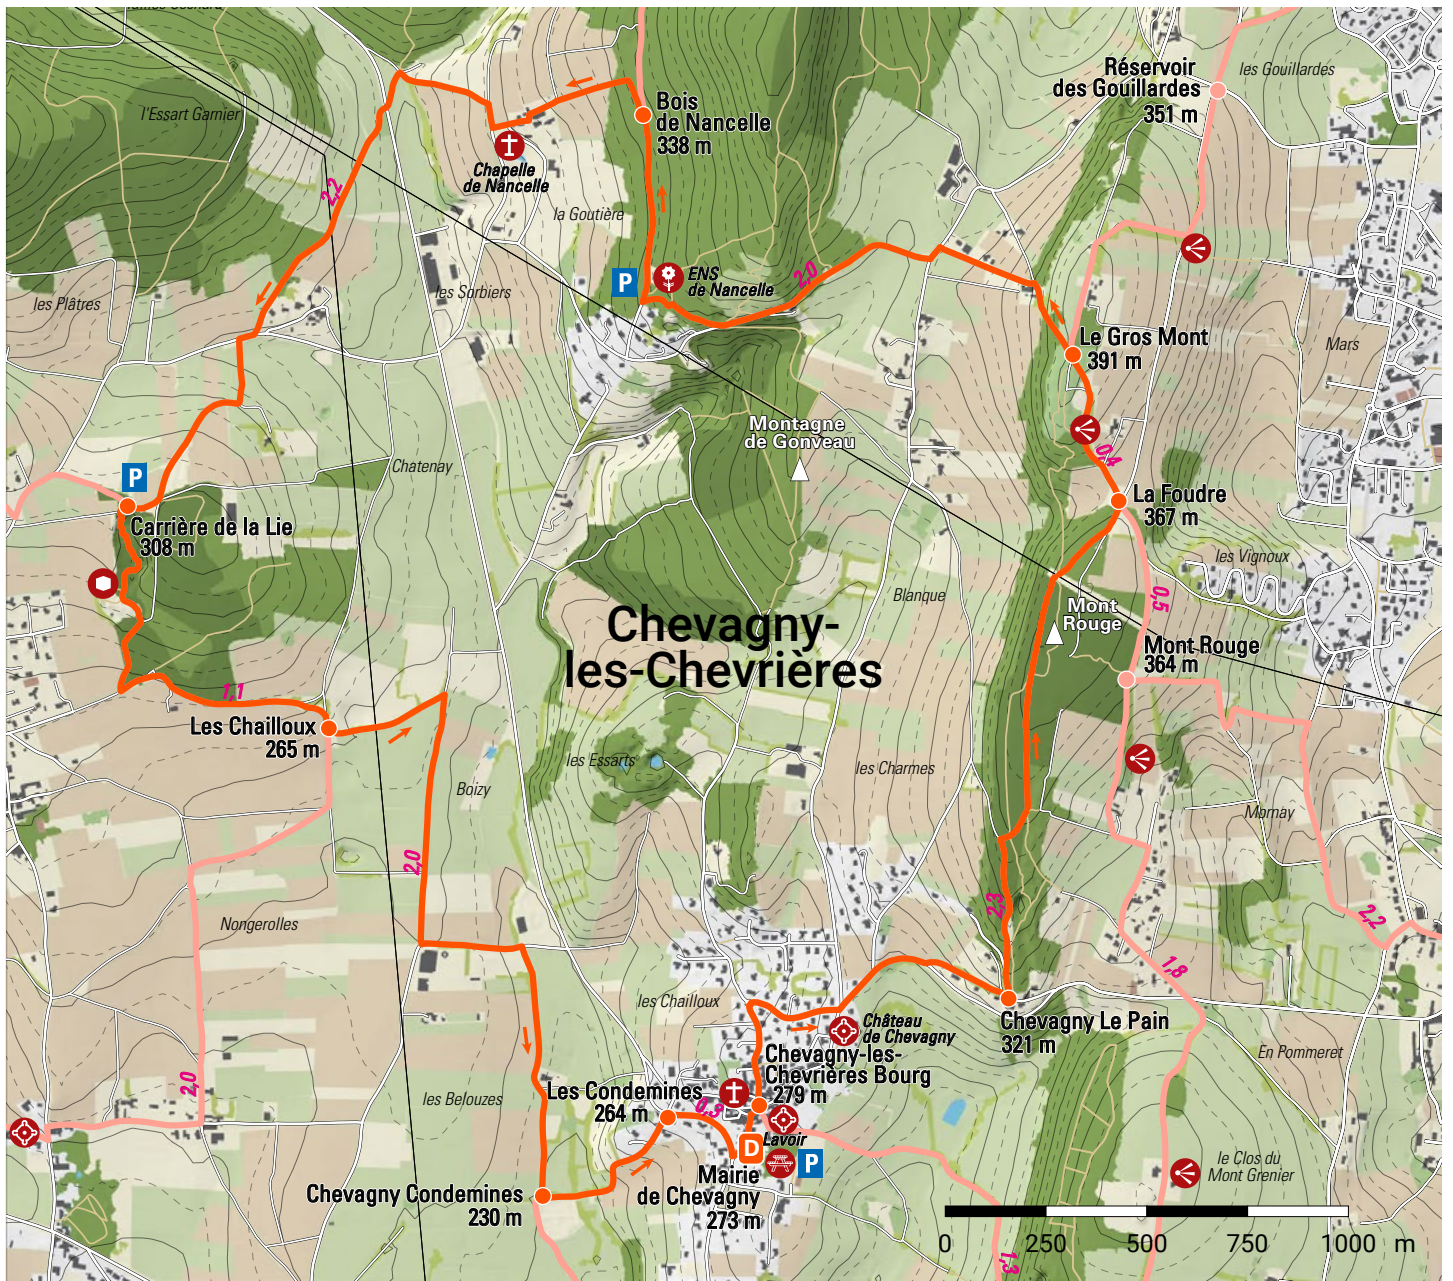 Réservoir
des Gouillardes
351 m
les Gouillardes
l'Essart Garnier
Bois
de Nancelle
338 m
Chapelle
de Nancelle
2,2
la Goutière
P
ENS
de Nancelle
2,0
les Sorbiers
les Plâtres
Le Gros Mont
391 m
Mars
Montagne
de Gonveau
0,4
Chatenay
P
La Foudre
367 m
Carrière de la Lie
308 m
les Vignoux
Blanque
0,5
Mont
Rouge
Chevagny-
les-Chevrières
Mont Rouge
364 m
1,1
Les Chailloux
265 m
les Essarts
les Charmes
Boizy
Mornay
2,0
2,3
2,2
Nongerolles
1,8
les Chailloux
Château
de Chevagny
Chevagny Le Pain
321 m
En Pommeret
Chevagny-les-
Chevrières Bourg
279 m
2,0
les Belouzes
Les Condemines
264 m
0,3
D
Lavoir
P
Mairie
de Chevagny
273 m
le Clos du
Mont Grenier
Chevagny Condemines
230 m
1,3
0 250 500 750 1000 m